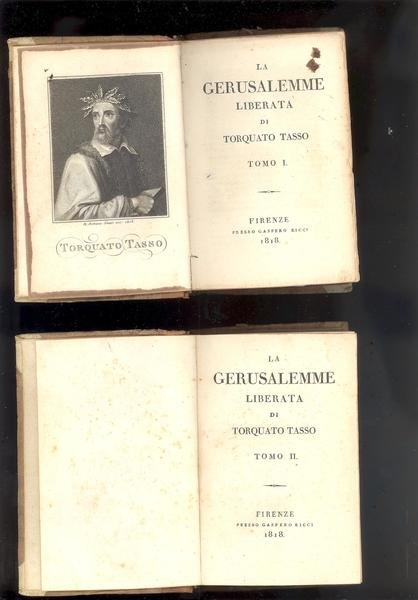 TORQUATO TASSO
LA
GERUSALEMME
LIBERATA
DI
TORQUATO TASSO
TOMO I.
FIRENZE
PRESSO GASPERO RICCI
1818.
LA
GERUSALEMME
LIBERATA
DI
TORQUATO TASSO
TOMO II.
FIRENZE
PRESSO GASPERO RICCI
1818.